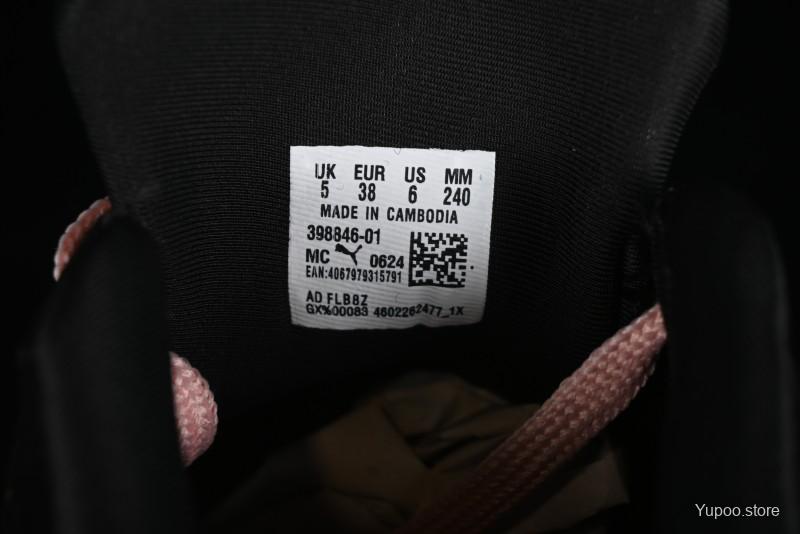 UK EUR US MM
5 38 6 240
MADE IN CAMBODIA
398846-01
MC 0624
EAN:4067979315791
AD FLB8Z
GX%00083 4602262477_1X
Yupoo.store